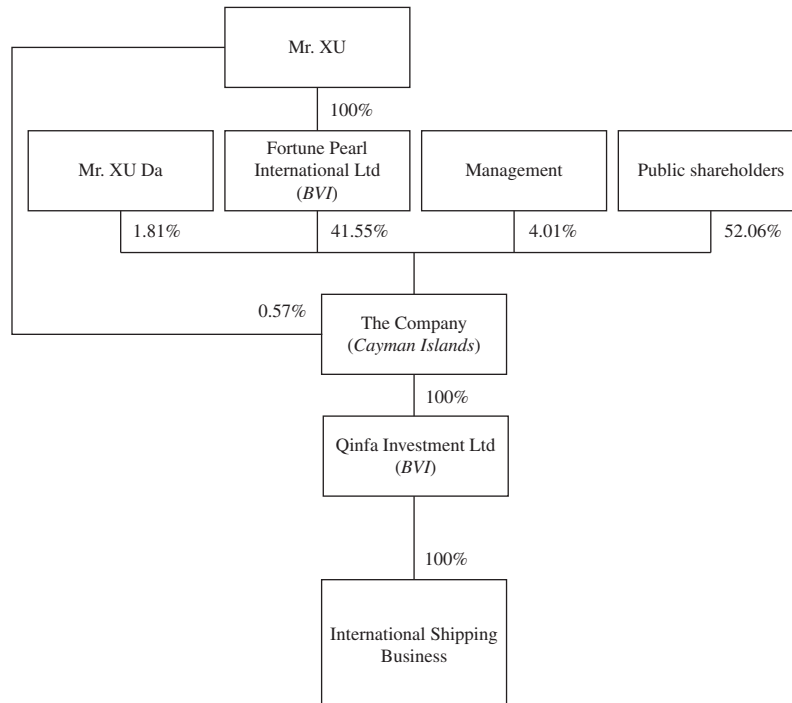 Mr. XU
100%
Mr. XU Da
Fortune Pearl
International Ltd
(BVI)
Management
Public shareholders
1.81%
41.55%
4.01%
52.06%
0.57%
The Company
(Cayman Islands)
100%
Qinfa Investment Ltd
(BVI)
100%
International Shipping
Business